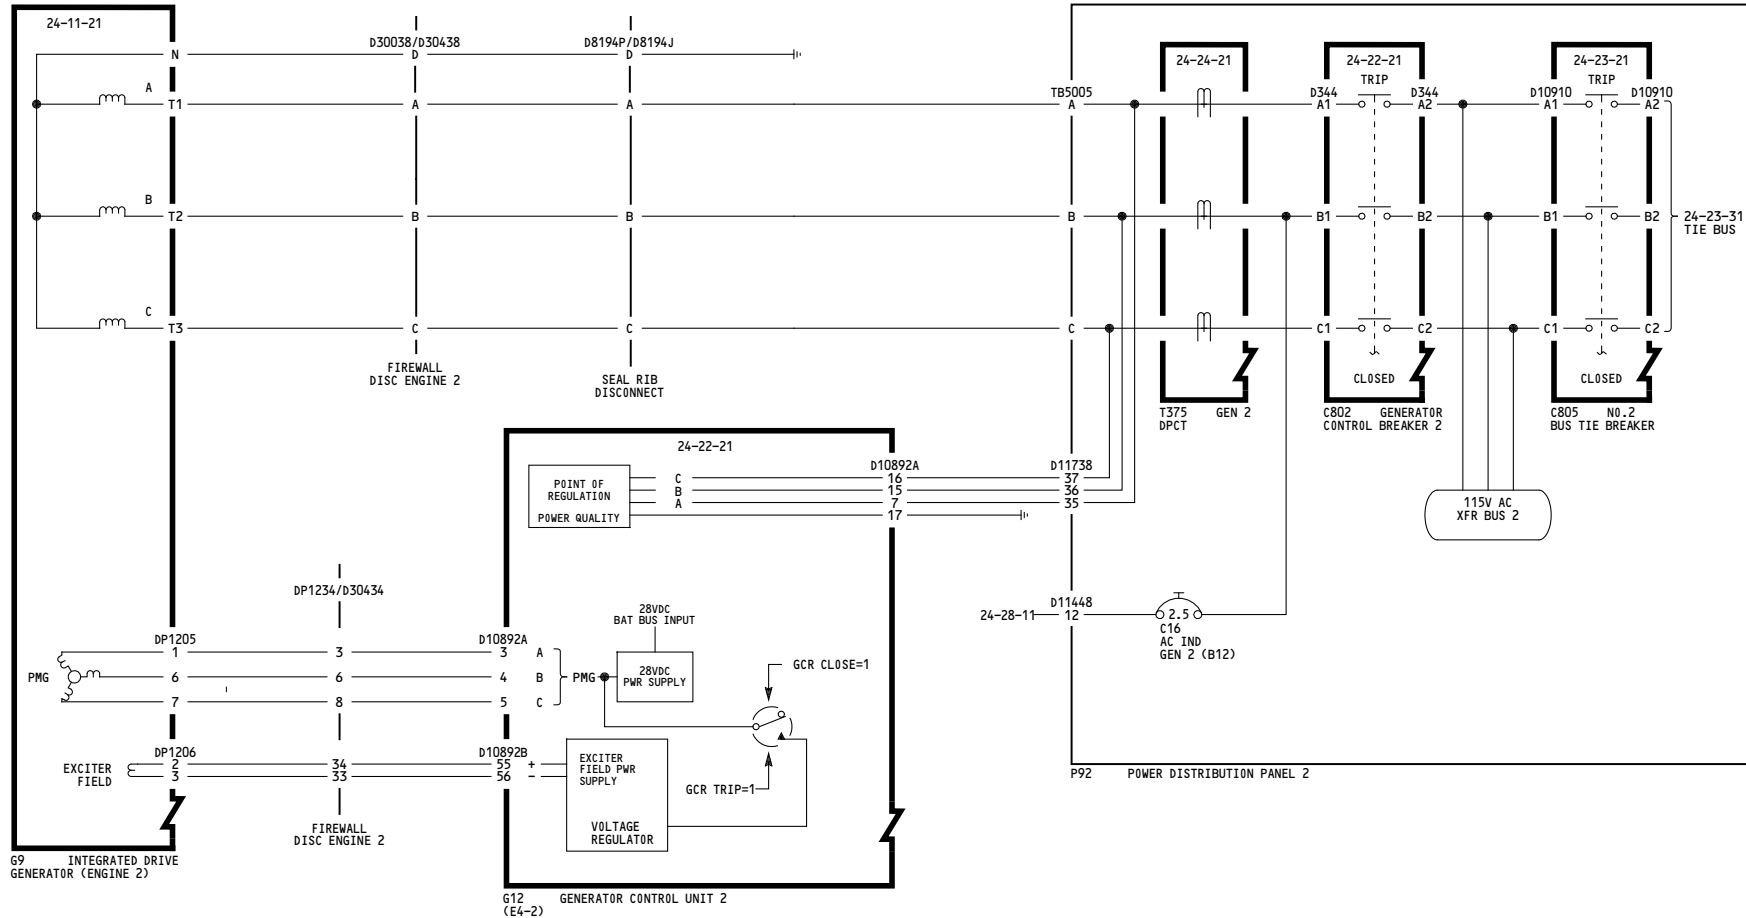 24-11-21
N
A
T1
B
T2
C
T3
D30038/D30438
D
A
B
C
FIREWALL
DISC ENGINE 2
D8194P/D8194J
D
A
B
C
SEAL RIB
DISCONNECT
TB5005
A
B
C
24-24-21
T375 GEN 2
DPCT
24-22-21
TRIP
D344
D344
A1
A2
B1
B2
C1
C2
CLOSED
C802 GENERATOR
CONTROL BREAKER 2
24-23-21
TRIP
D10910
D10910
A1
A2
B1
B2
C1
C2
CLOSED
C805 NO.2
BUS TIE BREAKER
24-23-31
TIE BUS
115V AC
XFR BUS 2
24-22-21
POINT OF
REGULATION
POWER QUALITY
C
B
A
D10892A
16
15
7
17
D11738
37
36
35
24-28-11
D11448
12
2.5
C16
AC IND
GEN 2 (B12)
P92 POWER DISTRIBUTION PANEL 2
DP1234/D30434
PMG
DP1205
1
6
7
3
6
8
D10892A
3
4
5
A
B
C
PMG
28VDC
BAT BUS INPUT
28VDC
PWR SUPPLY
GCR CLOSE=1
GCR TRIP=1
EXCITER
FIELD
DP1206
2
3
34
33
D10892B
55
56
+
-
EXCITER
FIELD PWR
SUPPLY
VOLTAGE
REGULATOR
FIREWALL
DISC ENGINE 2
G9 INTEGRATED DRIVE
GENERATOR (ENGINE 2)
G12 GENERATOR CONTROL UNIT 2
(E4-2)